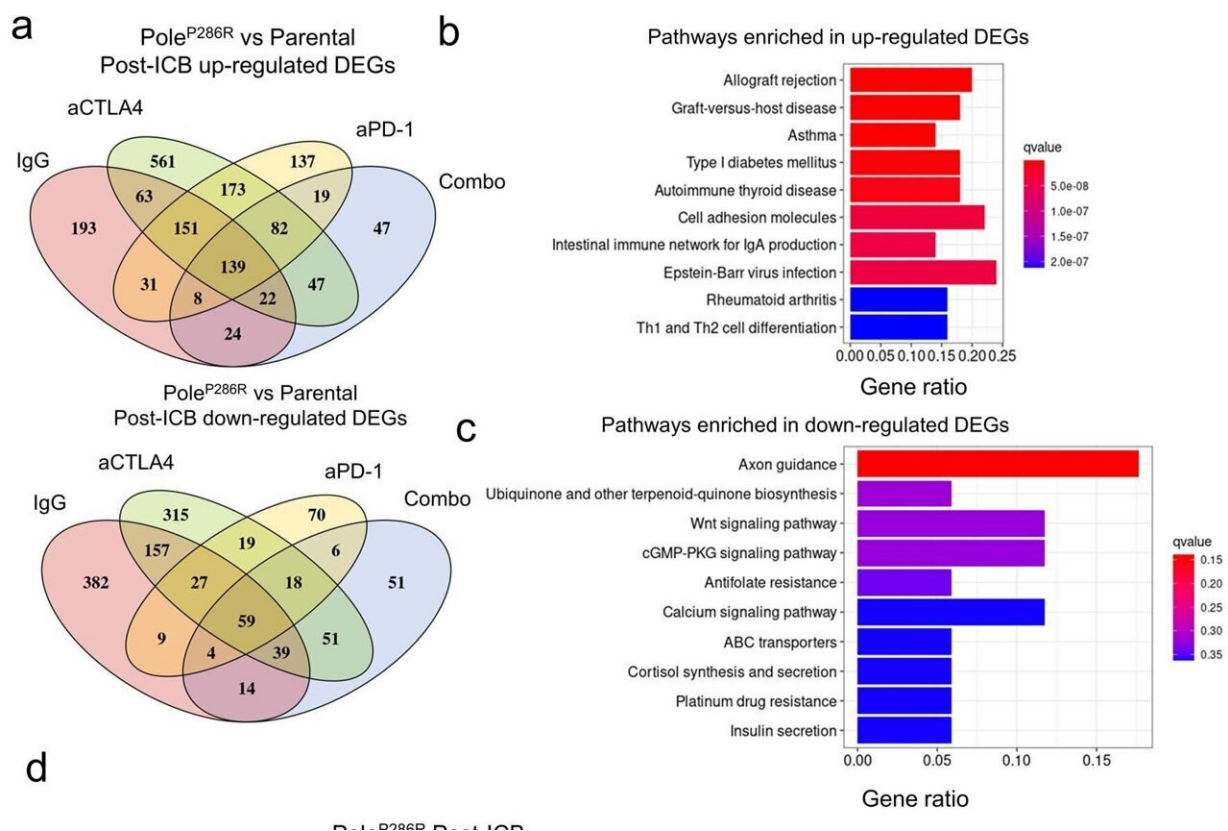 a
Pole^P286R vs Parental
Post-ICB up-regulated DEGs
aCTLA4
aPD-1
IgG
Combo
561
137
63
173
19
193
151
82
47
139
31
8
22
47
24
Pole^P286R vs Parental
Post-ICB down-regulated DEGs
aCTLA4
aPD-1
IgG
Combo
315
70
157
19
6
382
27
18
51
59
9
4
39
51
14
b
Pathways enriched in up-regulated DEGs
Allograft rejection
Graft-versus-host disease
Asthma
Type I diabetes mellitus
Autoimmune thyroid disease
Cell adhesion molecules
Intestinal immune network for IgA production
Epstein-Barr virus infection
Rheumatoid arthritis
Th1 and Th2 cell differentiation
0.00 0.05 0.10 0.15 0.20 0.25
Gene ratio
qvalue
5.0e-08
1.0e-07
1.5e-07
2.0e-07
c
Pathways enriched in down-regulated DEGs
Axon guidance
Ubiquinone and other terpenoid-quinone biosynthesis
Wnt signaling pathway
cGMP-PKG signaling pathway
Antifolate resistance
Calcium signaling pathway
ABC transporters
Cortisol synthesis and secretion
Platinum drug resistance
Insulin secretion
0.00 0.05 0.10 0.15
Gene ratio
qvalue
0.15
0.20
0.25
0.30
0.35
d
Pole^P286R Post-ICB